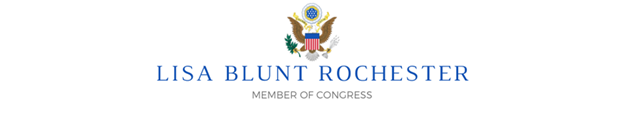 LISA BLUNT ROCHESTER
MEMBER OF CONGRESS